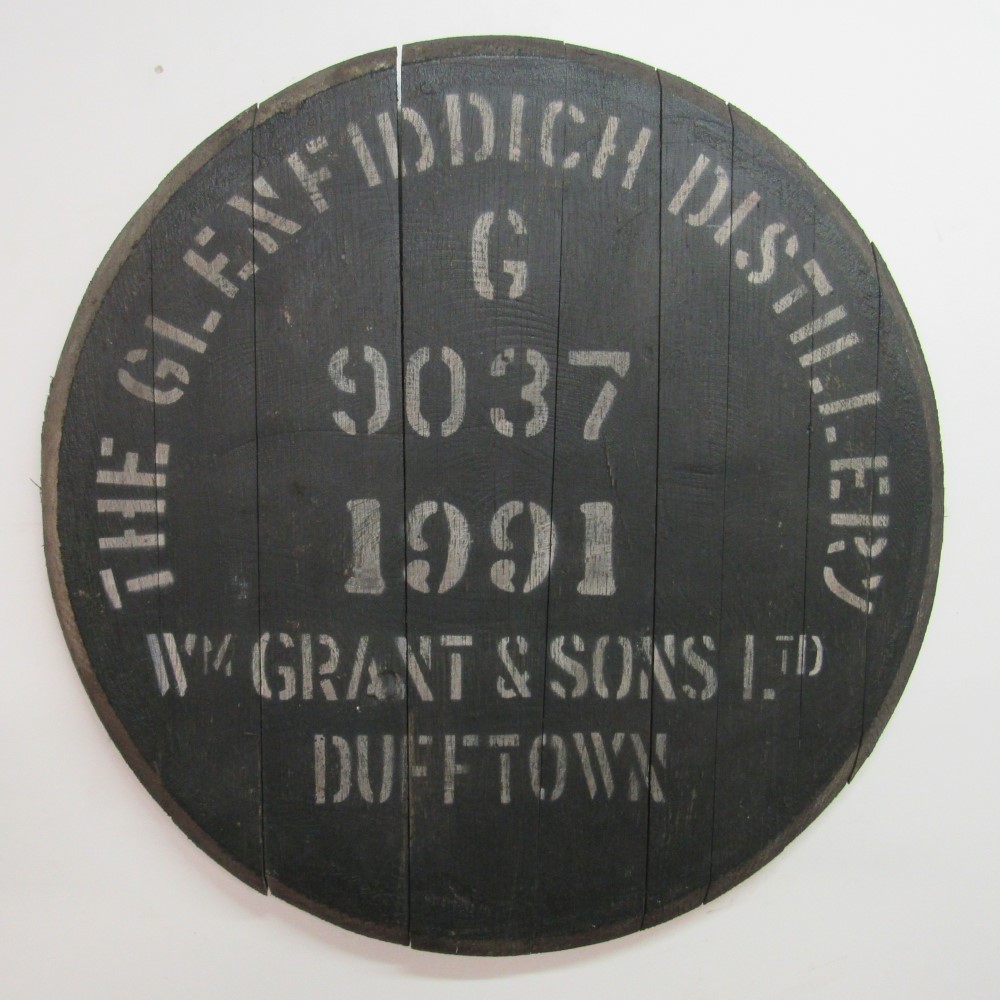 THE GLENFIDDICH DISTILLERY
G
9037
1991
WM GRANT & SONS LTD
DUFFTOWN